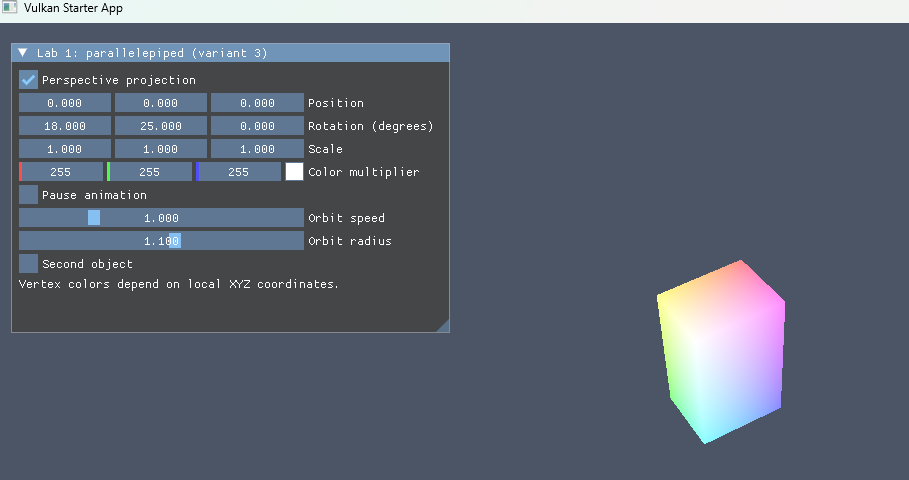 Vulkan Starter App
Lab 1: parallelepiped (variant 3)
Perspective projection
0.000 0.000 0.000 Position
18.000 25.000 0.000 Rotation (degrees)
1.000 1.000 1.000 Scale
255 255 255 Color multiplier
Pause animation
1.000 Orbit speed
1.100 Orbit radius
Second object
Vertex colors depend on local XYZ coordinates.